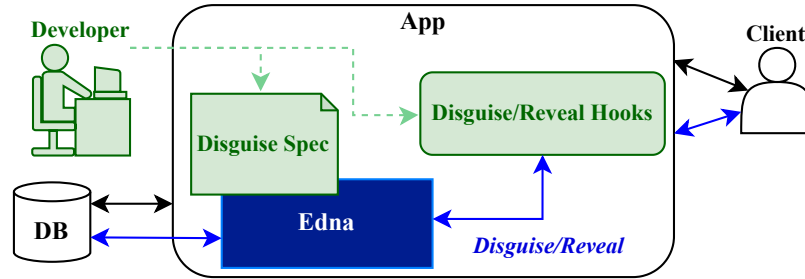 App
Developer
Client
Disguise/Reveal Hooks
Disguise Spec
Edna
DB
Disguise/Reveal